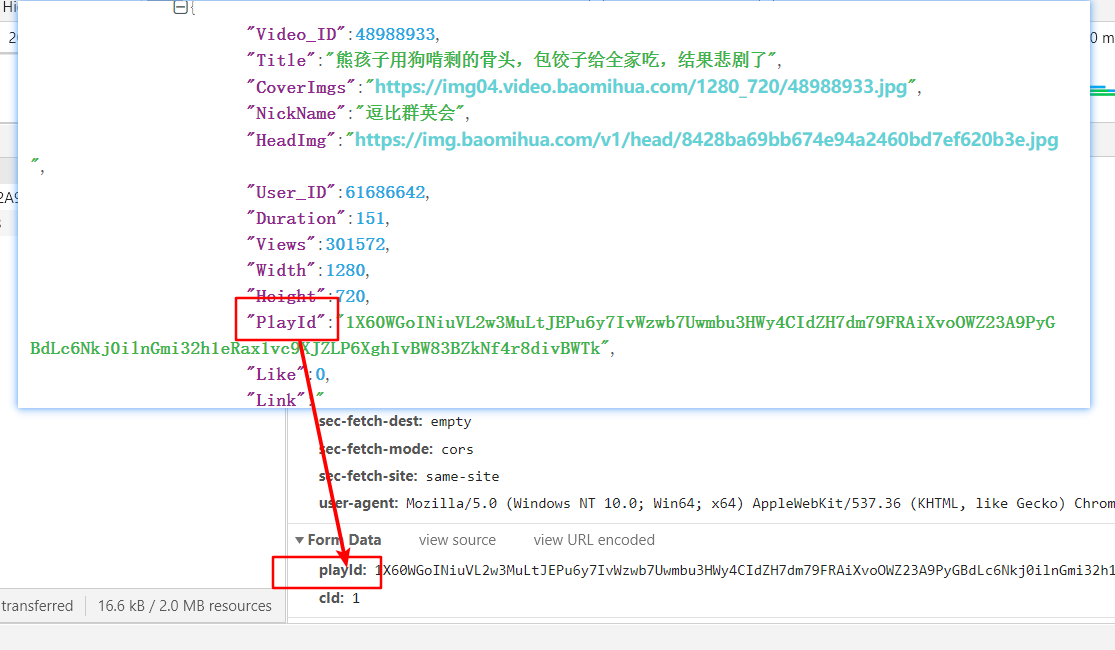 {
"Video_ID":48988933,
"Title":"熊孩子用狗啃剩的骨头，包饺子给全家吃，结果悲剧了",
"CoverImgs":"https://img04.video.baomihua.com/1280_720/48988933.jpg",
"NickName":"逗比群英会",
"HeadImg":"https://img.baomihua.com/v1/head/8428ba69bb674e94a2460bd7ef620b3e.jpg
",
"User_ID":61686642,
"Duration":151,
"Views":301572,
"Width":1280,
"Height":720,
"PlayId":"1X60WGoINiuVL2w3MuLtJEPu6y7IvWzwb7Uwmbu3HWy4CIdZH7dm79FRAiXvoOWZ23A9PyG
BdLc6Nkj0ilnGmi32h1eRax1vc9XJZLP6XghIvBW83BZkNf4r8divBWTk",
"Like":0,
"Link":"
sec-fetch-dest: empty
sec-fetch-mode: cors
sec-fetch-site: same-site
user-agent: Mozilla/5.0 (Windows NT 10.0; Win64; x64) AppleWebKit/537.36 (KHTML, like Gecko) Chrom
Form Data view source view URL encoded
playId: 1X60WGoINiuVL2w3MuLtJEPu6y7IvWzwb7Uwmbu3HWy4CIdZH7dm79FRAiXvoOWZ23A9PyGBdLc6Nkj0ilnGmi32h1
cId: 1
transferred 16.6 kB / 2.0 MB resources